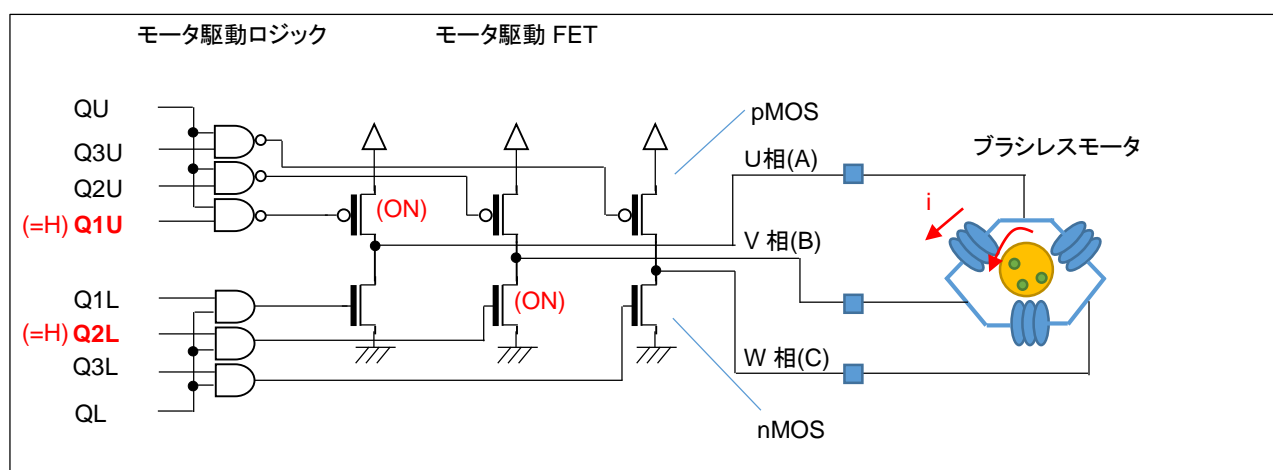 モータ駆動ロジック
モータ駆動 FET
QU
Q3U
Q2U
(=H) Q1U
Q1L
(=H) Q2L
Q3L
QL
(ON)
(ON)
pMOS
U相(A)
V 相(B)
W 相(C)
nMOS
ブラシレスモータ
i